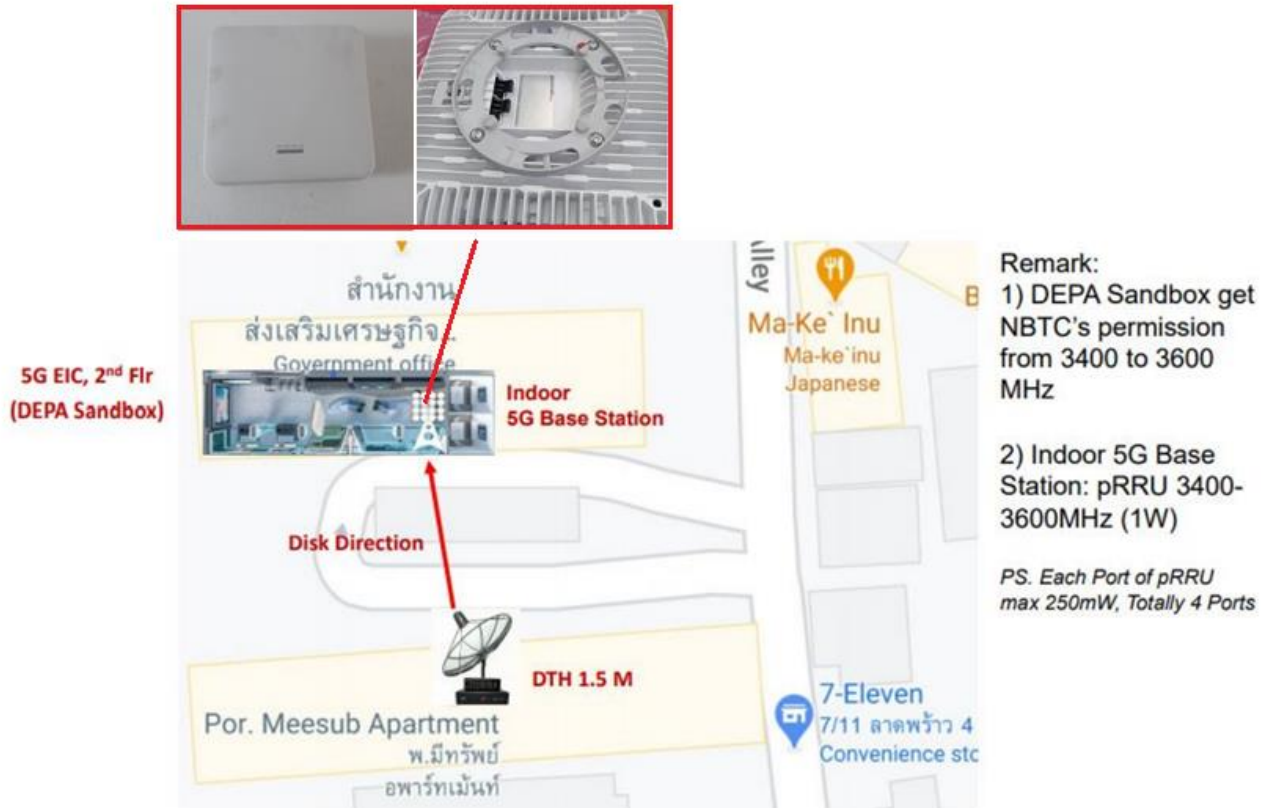 lley
สำนักงาน
ส่งเสริมเศรษฐกิจ...
Government office
Ma-Ke` Inu
Ma-ke`inu
Japanese
B
5G EIC, 2nd Flr
(DEPA Sandbox)
Indoor
5G Base Station
Disk Direction
DTH 1.5 M
Por. Meesub Apartment
พ.มีทรัพย์
อพาร์ทเม้นท์
7-Eleven
7/11 ลาดพร้าว 4
Convenience sto
Remark:
1) DEPA Sandbox get
NBTC's permission
from 3400 to 3600
MHz
2) Indoor 5G Base
Station: pRRU 3400-
3600MHz (1W)
PS. Each Port of pRRU
max 250mW, Totally 4 Ports